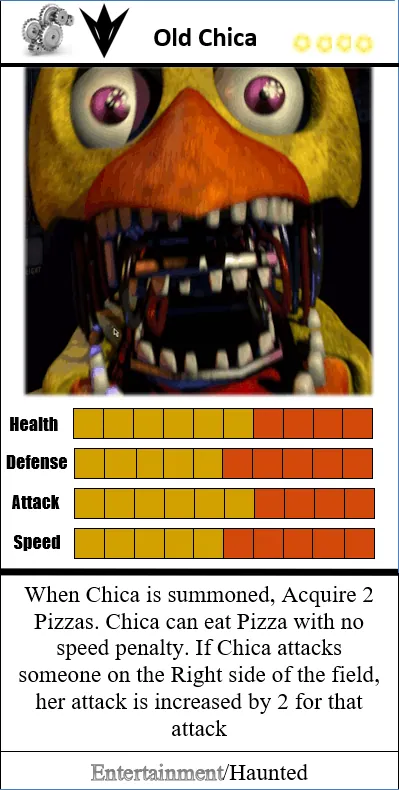 Old Chica
Health
Defense
Attack
Speed
When Chica is summoned, Acquire 2
Pizzas. Chica can eat Pizza with no
speed penalty. If Chica attacks
someone on the Right side of the field,
her attack is increased by 2 for that
attack
Entertainment/Haunted